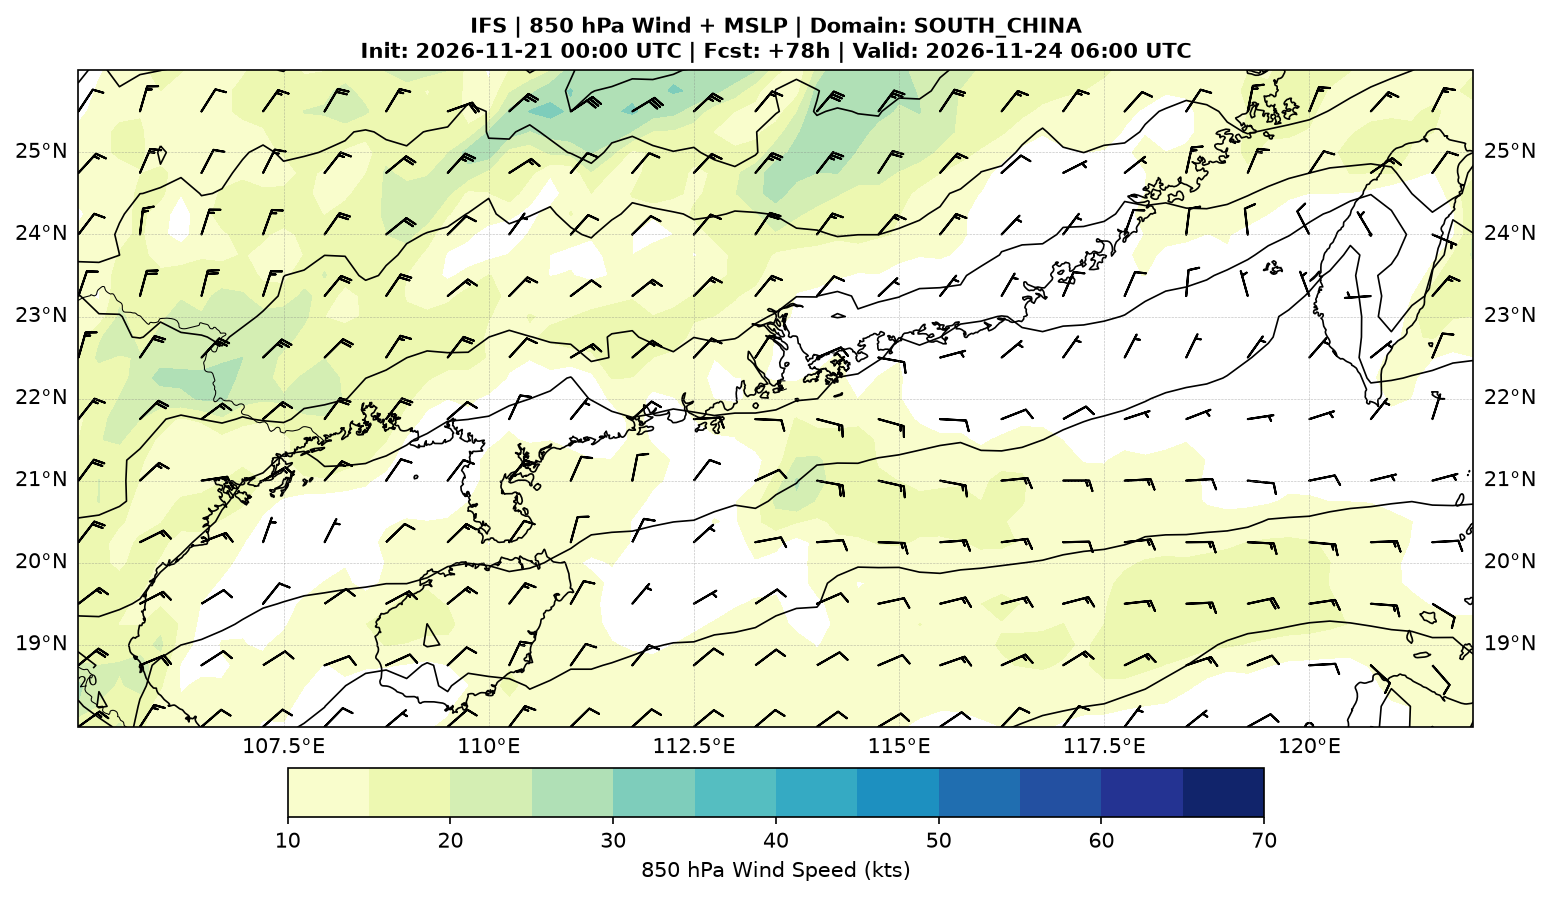 IFS | 850 hPa Wind + MSLP | Domain: SOUTH_CHINA
Init: 2026-11-21 00:00 UTC | Fcst: +78h | Valid: 2026-11-24 06:00 UTC
25°N 25°N
24°N 24°N
23°N 23°N
22°N 22°N
21°N 21°N
20°N 20°N
19°N 19°N
107.5°E 110°E 112.5°E 115°E 117.5°E 120°E
10 20 30 40 50 60 70
850 hPa Wind Speed (kts)